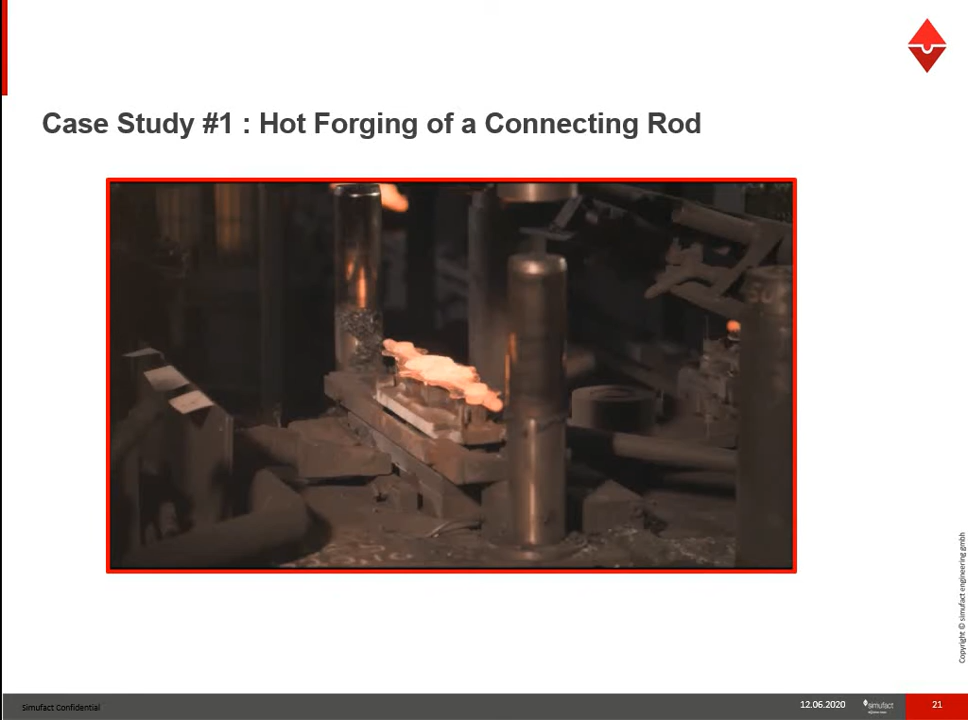 Case Study #1 : Hot Forging of a Connecting Rod
50
Copyright © simufact engineering gmbh
Simufact Confidential
12.06.2020
simufact
21